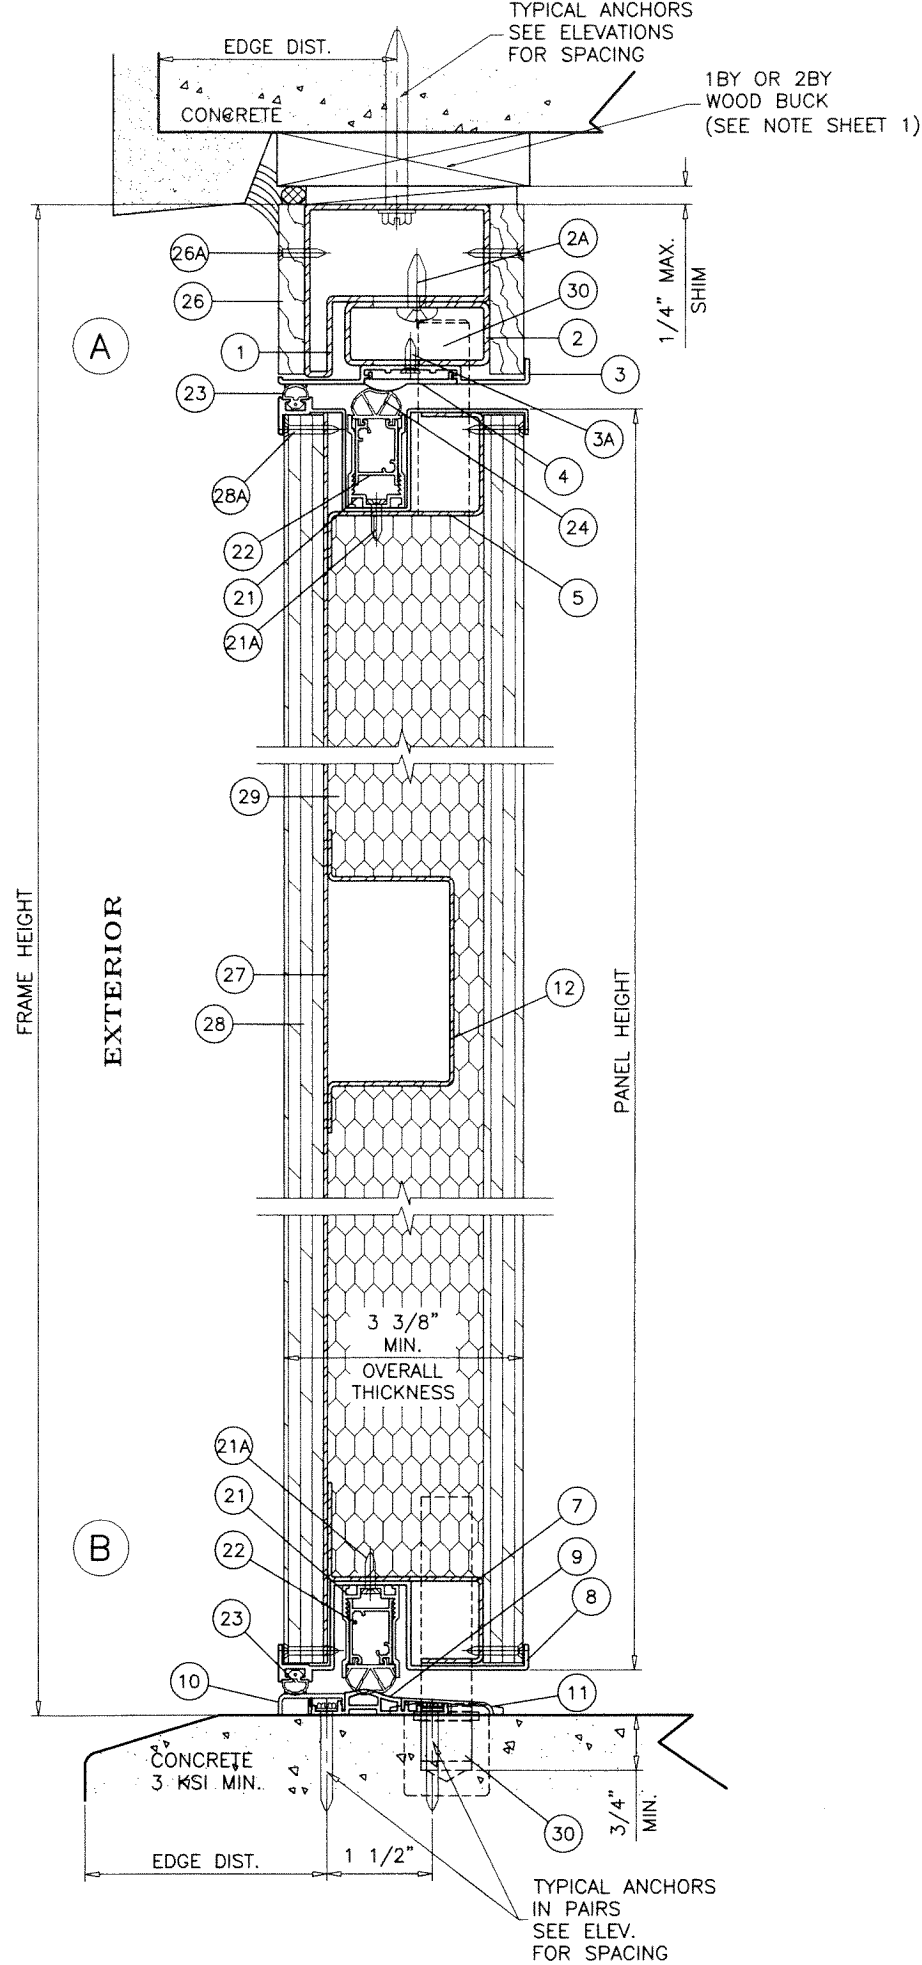 TYPICAL ANCHORS
SEE ELEVATIONS
FOR SPACING
EDGE DIST.
1BY OR 2BY
WOOD BUCK
(SEE NOTE SHEET 1)
CONCRETE
26A
2A
26
30
1/4" MAX.
SHIM
A
1
2
3
23
3A
4
28A
24
22
21
5
21A
29
FRAME HEIGHT
EXTERIOR
27
12
28
PANEL HEIGHT
3 3/8"
MIN.
OVERALL
THICKNESS
21A
21
7
B
22
9
8
23
10
11
CONCRETE
3 KSI MIN.
30
3/4"
MIN.
EDGE DIST.
1 1/2"
TYPICAL ANCHORS
IN PAIRS
SEE ELEV.
FOR SPACING